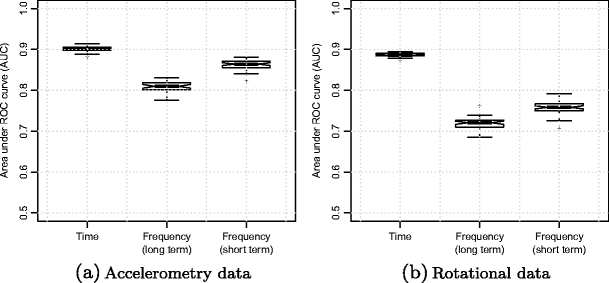 Area under ROC curve (AUC)
1.0
0.9
0.8
0.7
0.6
0.5
Time
Frequency
(long term)
Frequency
(short term)
(a) Accelerometry data
Area under ROC curve (AUC)
1.0
0.9
0.8
0.7
0.6
0.5
Time
Frequency
(long term)
Frequency
(short term)
(b) Rotational data